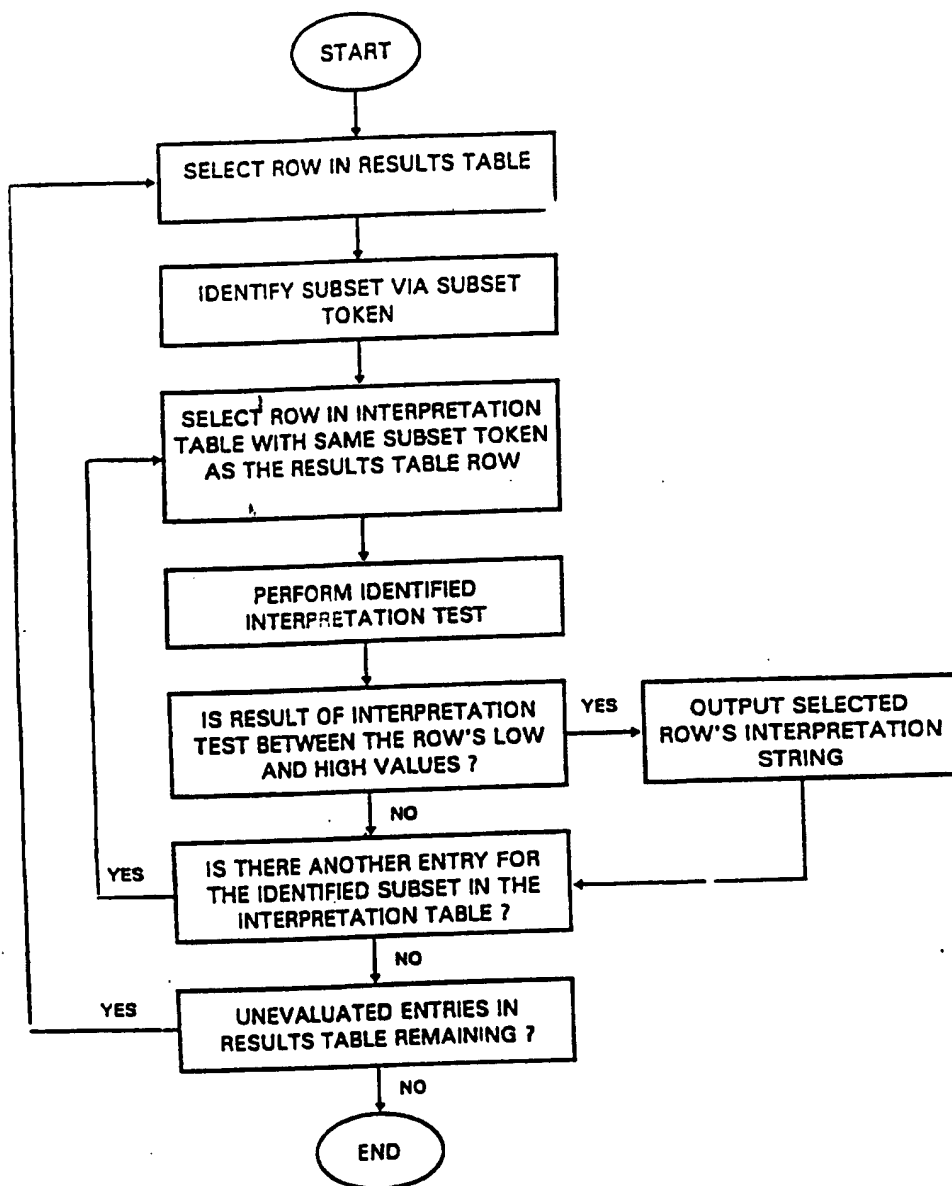 START
SELECT ROW IN RESULTS TABLE
IDENTIFY SUBSET VIA SUBSET
TOKEN
SELECT ROW IN INTERPRETATION
TABLE WITH SAME SUBSET TOKEN
AS THE RESULTS TABLE ROW
PERFORM IDENTIFIED
INTERPRETATION TEST
IS RESULT OF INTERPRETATION
TEST BETWEEN THE ROW'S LOW
AND HIGH VALUES ?
YES
OUTPUT SELECTED
ROW'S INTERPRETATION
STRING
NO
IS THERE ANOTHER ENTRY FOR
THE IDENTIFIED SUBSET IN THE
INTERPRETATION TABLE ?
YES
NO
UNEVALUATED ENTRIES IN
RESULTS TABLE REMAINING ?
YES
NO
END